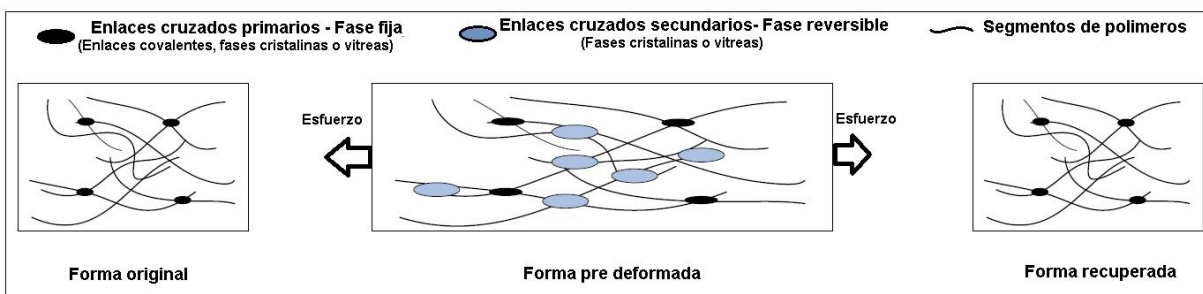 Enlaces cruzados primarios - Fase fija
(Enlaces covalentes, fases cristalinas o vitreas)
Enlaces cruzados secundarios- Fase reversible
(Fases cristalinas o vitreas)
Segmentos de polimeros
Esfuerzo
Esfuerzo
Forma original
Forma pre deformada
Forma recuperada